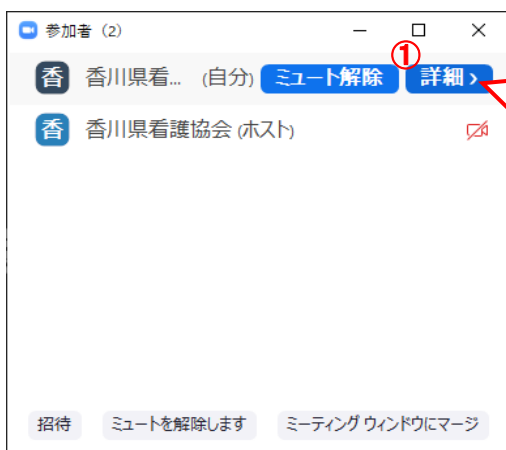 参加者 (2)
①
香 香川県看... (自分) ミュート解除 詳細 ›
香 香川県看護協会 (ホスト)
招待 ミュートを解除します ミーティング ウィンドウにマージ